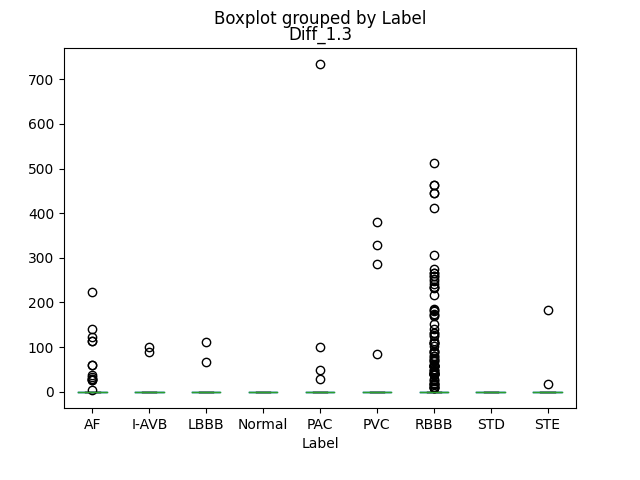 Boxplot grouped by Label
Diff_1.3
700
600
500
400
300
200
100
0
AF I-AVB LBBB Normal PAC PVC RBBB STD STE
Label